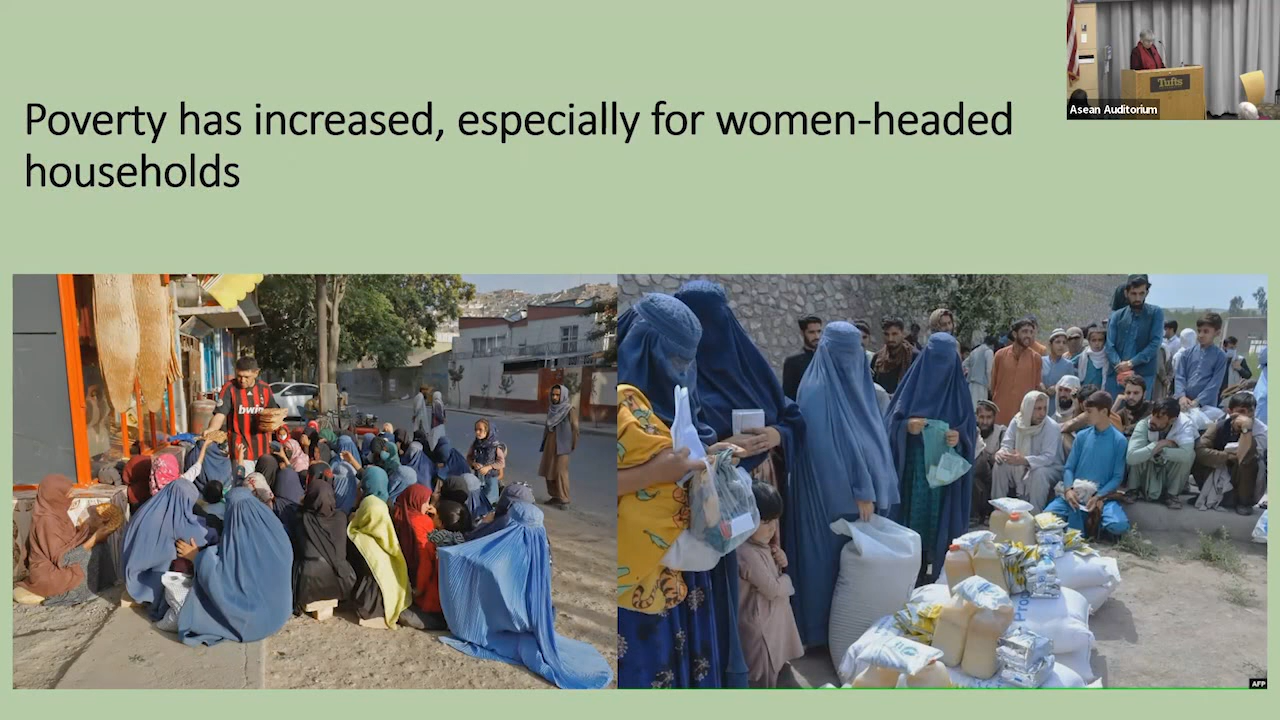 Poverty has increased, especially for women-headed
households
Tufts
Asean Auditorium
bwin
AFP